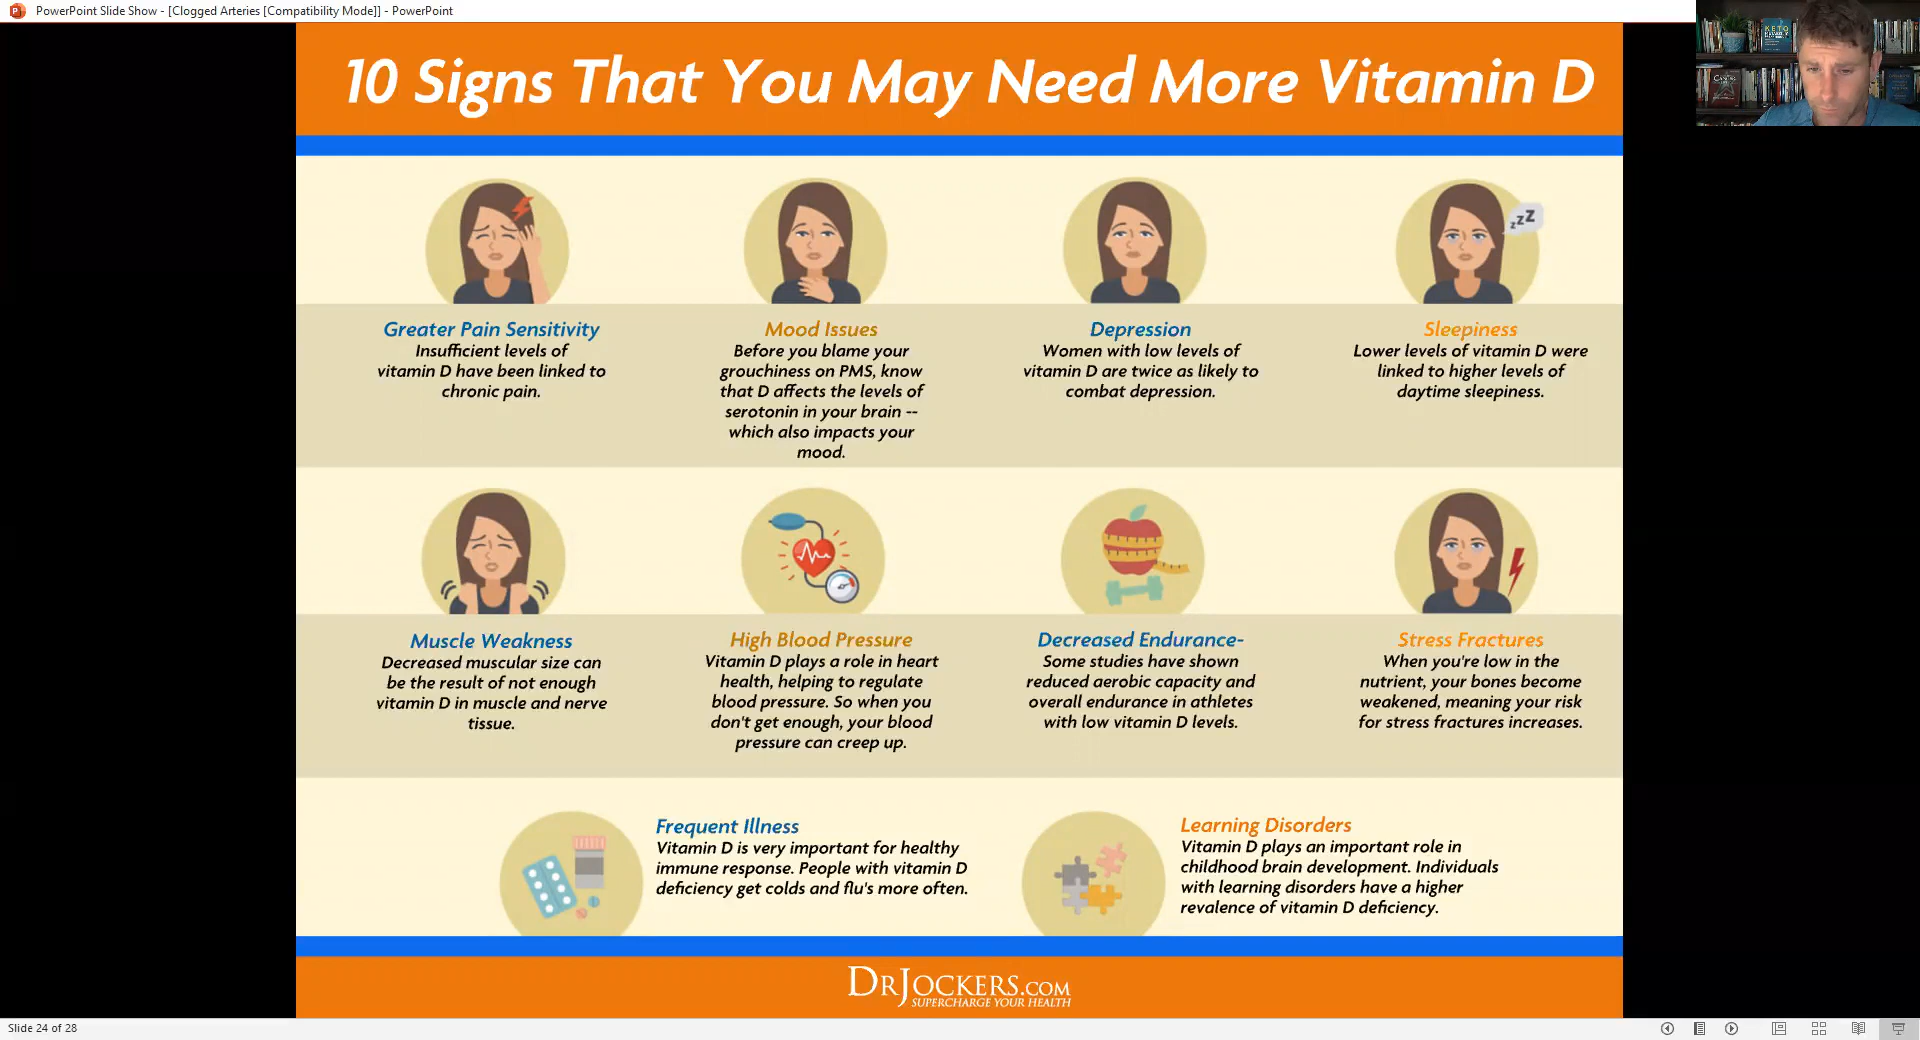 PowerPoint Slide Show - [Clogged Arteries [Compatibility Mode]] - PowerPoint
10 Signs That You May Need More Vitamin D
zzZ
Greater Pain Sensitivity
Insufficient levels of
vitamin D have been linked to
chronic pain.
Mood Issues
Before you blame your
grouchiness on PMS, know
that D affects the levels of
serotonin in your brain --
which also impacts your
mood.
Depression
Women with low levels of
vitamin D are twice as likely to
combat depression.
Sleepiness
Lower levels of vitamin D were
linked to higher levels of
daytime sleepiness.
Muscle Weakness
Decreased muscular size can
be the result of not enough
vitamin D in muscle and nerve
tissue.
High Blood Pressure
Vitamin D plays a role in heart
health, helping to regulate
blood pressure. So when you
don't get enough, your blood
pressure can creep up.
Decreased Endurance-
Some studies have shown
reduced aerobic capacity and
overall endurance in athletes
with low vitamin D levels.
Stress Fractures
When you're low in the
nutrient, your bones become
weakened, meaning your risk
for stress fractures increases.
Frequent Illness
Vitamin D is very important for healthy
immune response. People with vitamin D
deficiency get colds and flu's more often.
Learning Disorders
Vitamin D plays an important role in
childhood brain development. Individuals
with learning disorders have a higher
revalence of vitamin D deficiency.
DRJOCKERS.COM
SUPERCHARGE YOUR HEALTH
Slide 24 of 28
KETO